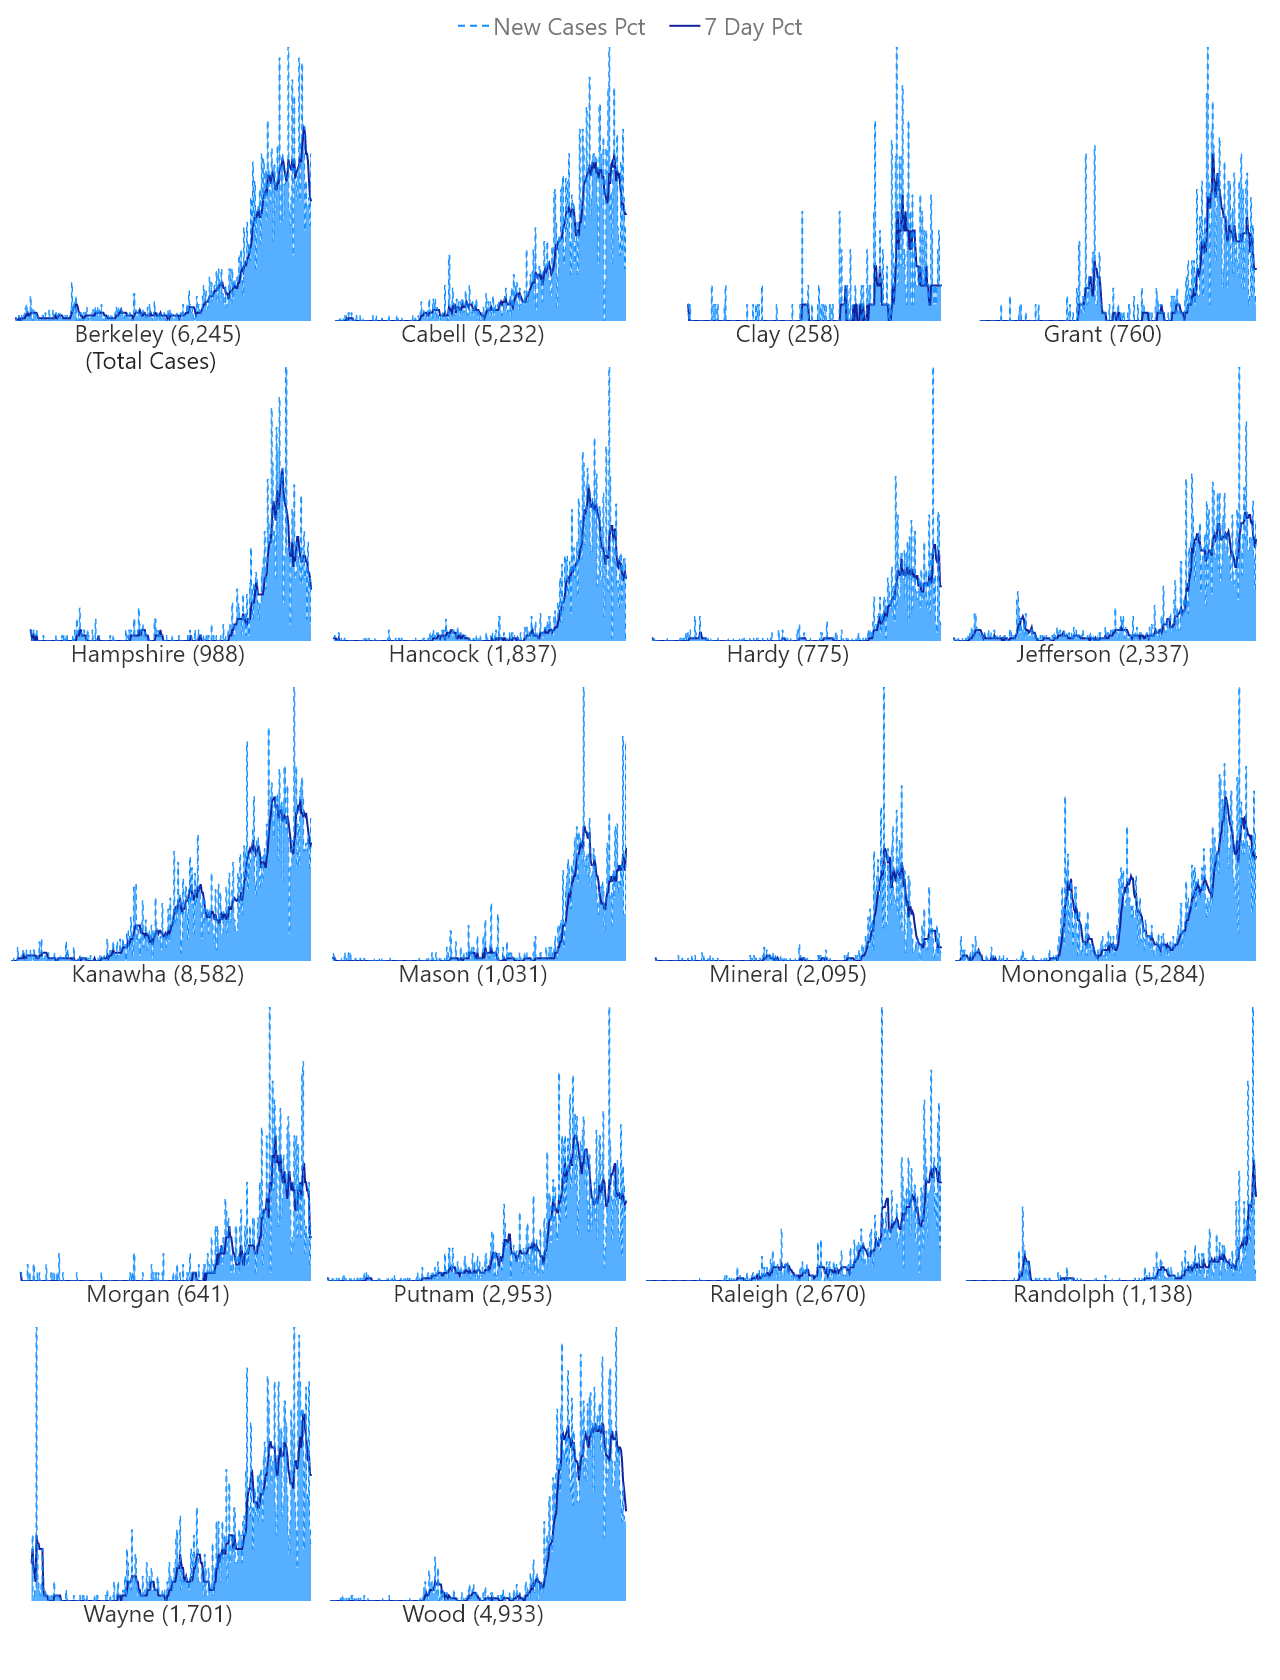 New Cases Pct 7 Day Pct
Berkeley (6,245) Cabell (5,232) Clay (258) Grant (760)
(Total Cases)
Hampshire (988) Hancock (1,837) Hardy (775) Jefferson (2,337)
Kanawha (8,582) Mason (1,031) Mineral (2,095) Monongalia (5,284)
Morgan (641) Putnam (2,953) Raleigh (2,670) Randolph (1,138)
Wayne (1,701) Wood (4,933)